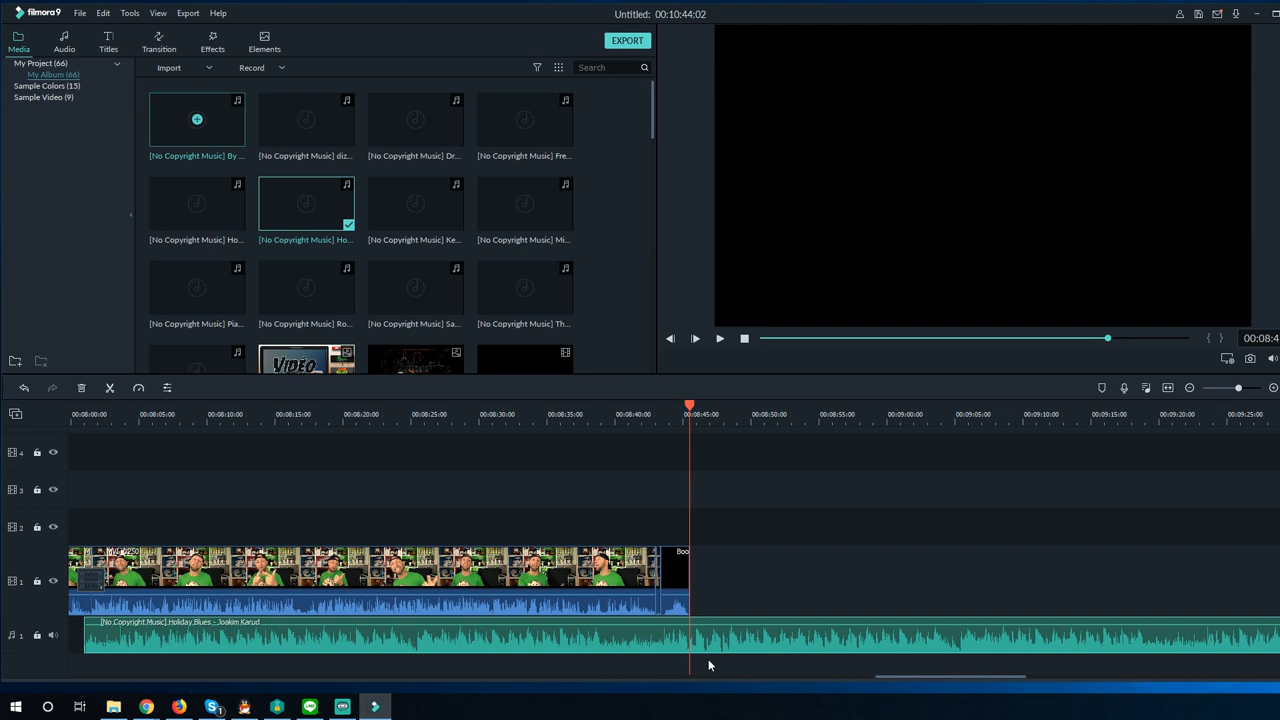 filmora9 File Edit Tools View Export Help Untitled: 00:10:44:02
Media Audio Titles Transition Effects Elements EXPORT
My Project (66)
My Album (66)
Sample Colors (15)
Sample Video (9)
Import Record Search
[No Copyright Music] By ... [No Copyright Music] diz... [No Copyright Music] Dr... [No Copyright Music] Fre...
[No Copyright Music] Ho... [No Copyright Music] Ho... [No Copyright Music] Ke... [No Copyright Music] Mi...
[No Copyright Music] Pia... [No Copyright Music] Ro... [No Copyright Music] Sa... [No Copyright Music] Th...
VIDÉO
00:08:4
00:08:00:00 00:08:05:00 00:08:10:00 00:08:15:00 00:08:20:00 00:08:25:00 00:08:30:00 00:08:35:00 00:08:40:00 00:08:45:00 00:08:50:00 00:08:55:00 00:09:00:00 00:09:05:00 00:09:10:00 00:09:15:00 00:09:20:00 00:09:25:00
4
3
2
Boo
1
[No Copyright Music] Holiday Blues - Joakim Karud
1
1